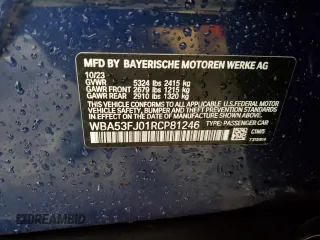 MFD BY BAYERISCHE MOTOREN WERKE AG
10/23
GVWR 5324 lbs 2415 kg
GAWR FRONT 2679 lbs 1215 kg
GAWR REAR 2910 lbs 1320 kg
THIS VEHICLE CONFORMS TO ALL APPLICABLE
FEDERAL MOTOR VEHICLE SAFETY, BUMPER, AND
THEFT PREVENTION STANDARDS IN EFFECT ON THE
DATE OF MANUFACTURE SHOWN ABOVE.
WBA53FJ01RCP81246
TYPE: PASSENGER CAR
© DREAMBID